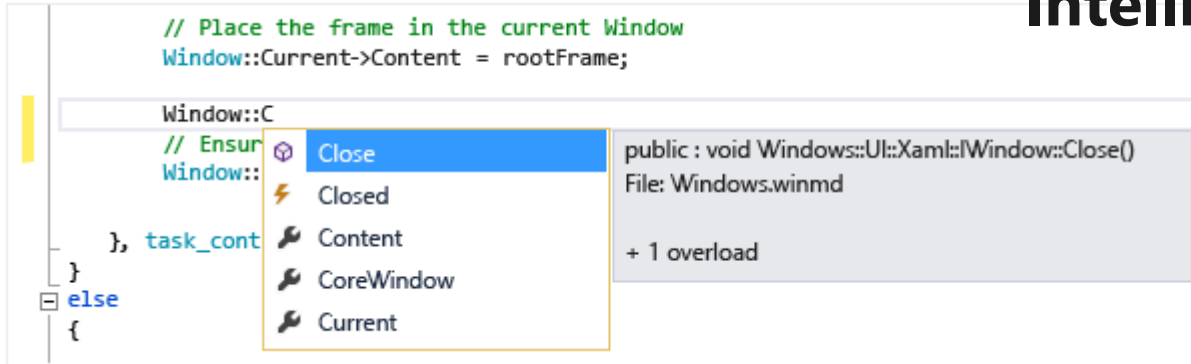 Intelli
// Place the frame in the current Window
Window::Current->Content = rootFrame;
Window::C
// Ensur
Window::
}, task_cont
}
else
{
Close
Closed
Content
CoreWindow
Current
public : void Windows::UI::Xaml::IWindow::Close()
File: Windows.winmd
+ 1 overload